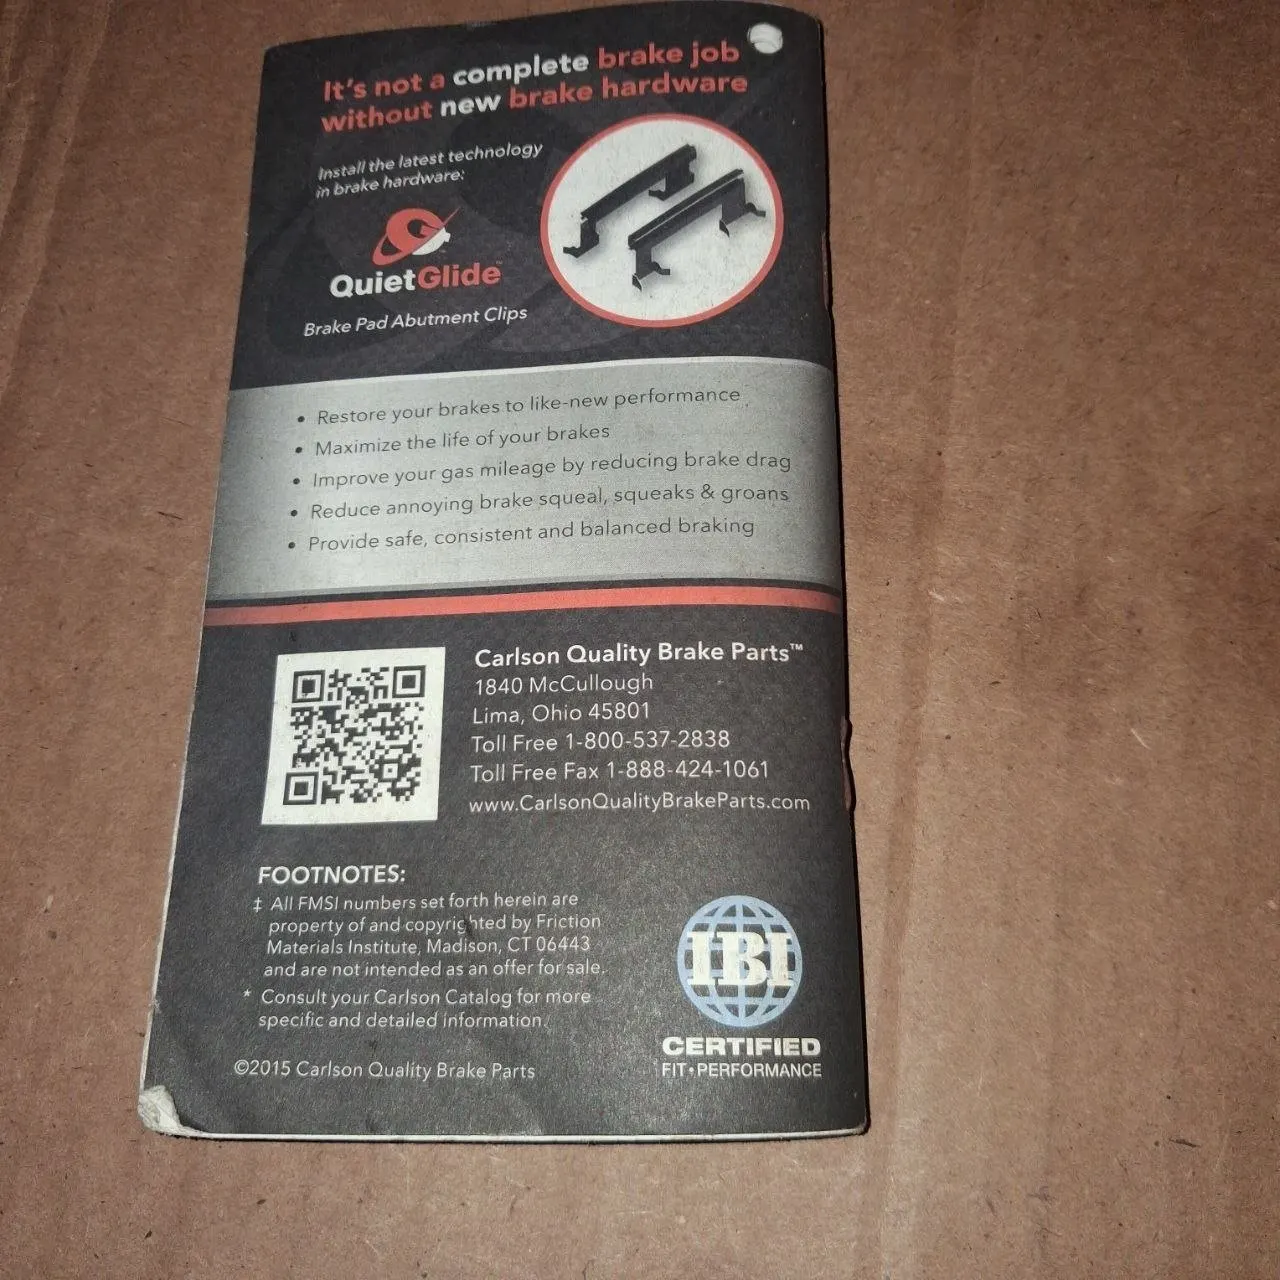 It's not a complete brake job
without new brake hardware
Install the latest technology
in brake hardware:
QuietGlide™
Brake Pad Abutment Clips
• Restore your brakes to like-new performance
• Maximize the life of your brakes
• Improve your gas mileage by reducing brake drag
• Reduce annoying brake squeal, squeaks & groans
• Provide safe, consistent and balanced braking
Carlson Quality Brake Parts™
1840 McCullough
Lima, Ohio 45801
Toll Free 1-800-537-2838
Toll Free Fax 1-888-424-1061
www.CarlsonQualityBrakeParts.com
FOOTNOTES:
‡ All FMSI numbers set forth herein are
property of and copyrighted by Friction
Materials Institute, Madison, CT 06443
and are not intended as an offer for sale.
* Consult your Carlson Catalog for more
specific and detailed information.
©2015 Carlson Quality Brake Parts
IBI
CERTIFIED
FIT•PERFORMANCE